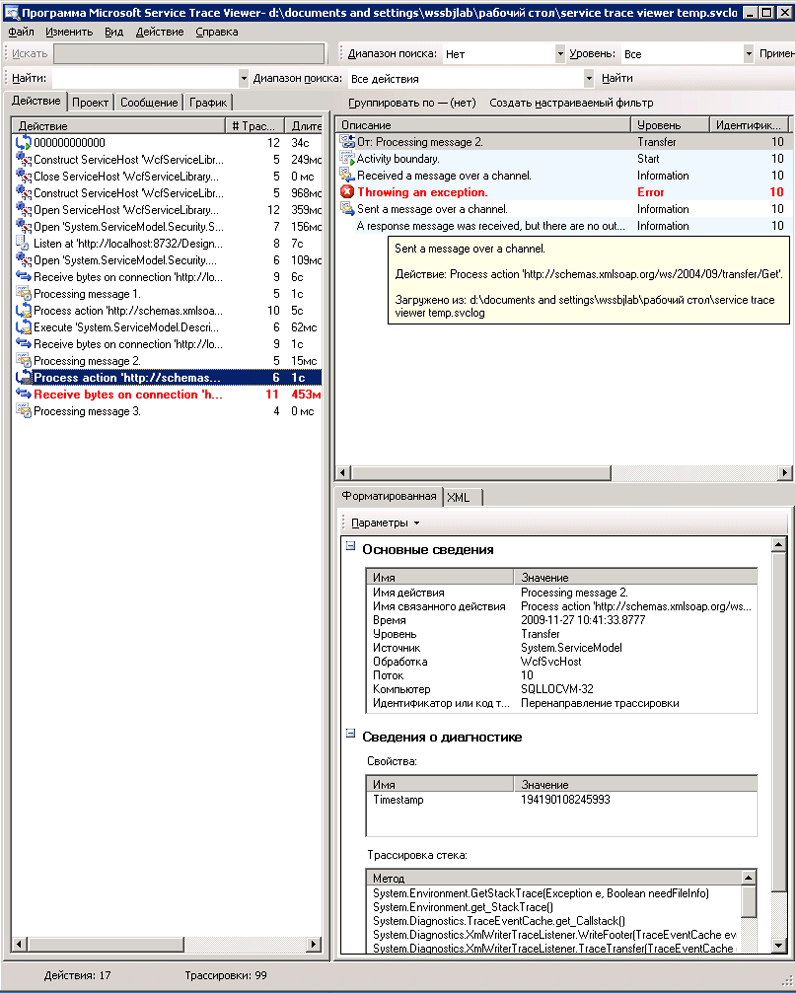 Программа Microsoft Service Trace Viewer- d:\documents and settings\wssbjlab\рабочий стол\service trace viewer temp.svclo
Файл Изменить Вид Действие Справка
Искать Диапазон поиска: Нет Уровень: Все Примен
Найти: Диапазон поиска: Все действия Найти
Действие Проект Сообщение График
Действие # Трас... Длите
000000000000 12 34с
Construct ServiceHost 'WcfServiceLibr... 5 249мс
Close ServiceHost 'WcfServiceLibrary... 5 0 мс
Construct ServiceHost 'WcfServiceLibr... 5 968мс
Open ServiceHost 'WcfServiceLibrary... 12 359мс
Open 'System.ServiceModel.Security.S... 7 156мс
Listen at 'http://localhost:8732/Design... 8 7с
Open 'System.ServiceModel.Security.... 6 109мс
Receive bytes on connection 'http://lo... 9 6с
Processing message 1. 5 1с
Process action 'http://schemas.xmlsoa... 10 5с
Execute 'System.ServiceModel.Descri... 6 62мс
Receive bytes on connection 'http://lo... 9 1с
Processing message 2. 5 15мс
Process action 'http://schemas... 6 1с
Receive bytes on connection 'h... 11 453м
Processing message 3. 4 0 мс
Группировать по — (нет) Создать настраиваемый фильтр
Описание Уровень Идентифик...
От: Processing message 2. Transfer 10
Activity boundary. Start 10
Received a message over a channel. Information 10
Throwing an exception. Error 10
Sent a message over a channel. Information 10
A response message was received, but there are no out... Information 10
Sent a message over a channel.
Действие: Process action 'http://schemas.xmlsoap.org/ws/2004/09/transfer/Get'.
Загружено из: d:\documents and settings\wssbjlab\рабочий стол\service trace
viewer temp.svclog
Форматированная XML
Параметры
Основные сведения
Имя Значение
Имя действия Processing message 2.
Имя связанного действия Process action 'http://schemas.xmlsoap.org/ws...
Время 2009-11-27 10:41:33.8777
Уровень Transfer
Источник System.ServiceModel
Обработка WcfSvcHost
Поток 10
Компьютер SQLLOCVM-32
Идентификатор или код т... Перенаправление трассировки
Сведения о диагностике
Свойства:
Имя Значение
Timestamp 194190108245993
Трассировка стека:
Метод
System.Environment.GetStackTrace(Exception e, Boolean needFileInfo)
System.Environment.get_StackTrace()
System.Diagnostics.TraceEventCache.get_Callstack()
System.Diagnostics.XmlWriterTraceListener.WriteFooter(TraceEventCache ev
System.Diagnostics.XmlWriterTraceListener.TraceTransfer(TraceEventCache
Действия: 17 Трассировки: 99